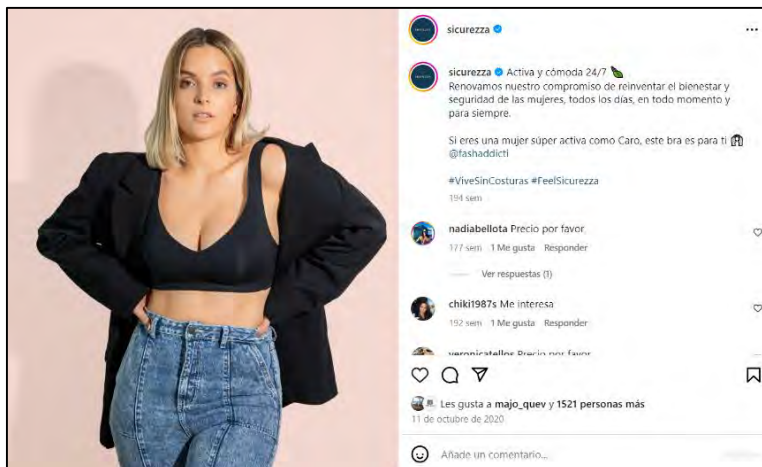 sicurezza
sicurezza Activa y cómoda 24/7
Renovamos nuestro compromiso de reinventar el bienestar y
seguridad de las mujeres, todos los días, en todo momento y
para siempre.
Si eres una mujer súper activa como Caro, este bra es para ti
@fashaddicti
#ViveSinCosturas #FeelSicurezza
194 sem
nadiabellota Precio por favor
177 sem 1 Me gusta Responder
Ver respuestas (1)
chiki1987s Me interesa
192 sem 1 Me gusta Responder
veronicatellos Precio por favor
Les gusta a majo_quev y 1521 personas más
11 de octubre de 2020
Añade un comentario...